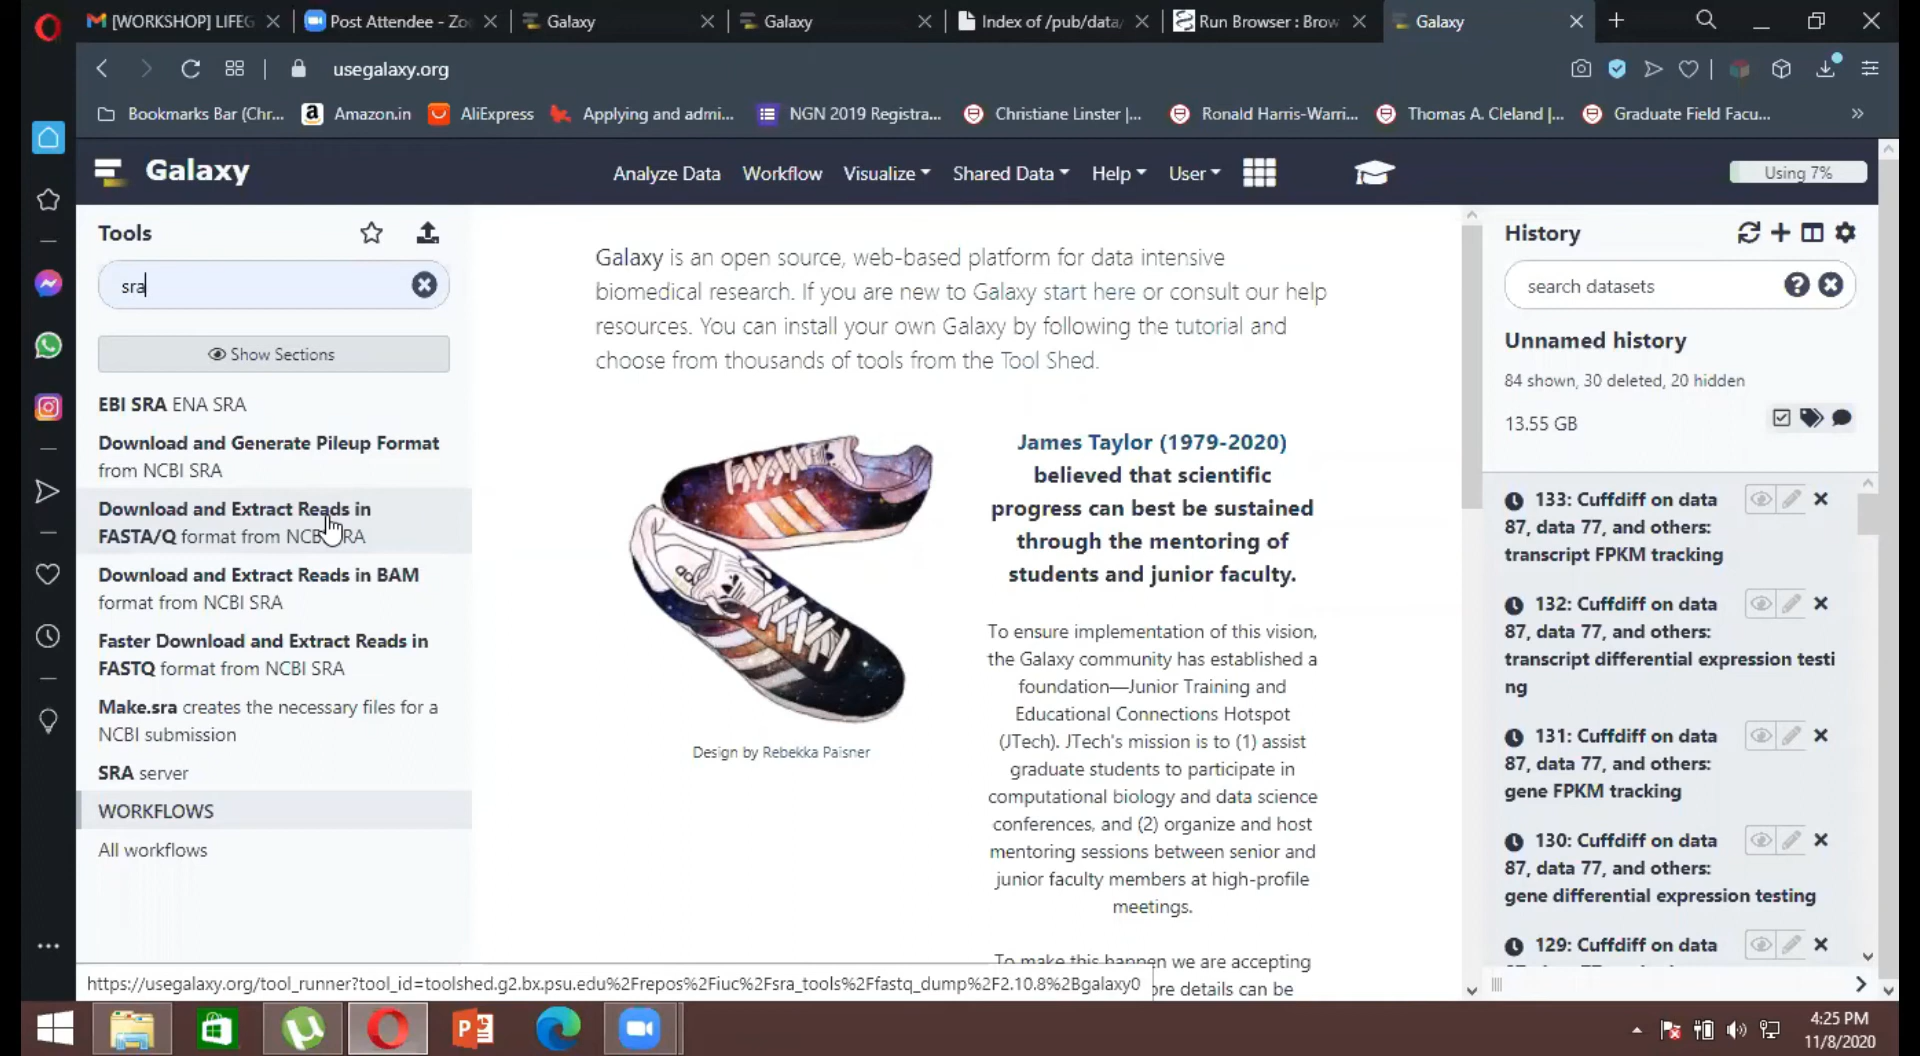 [WORKSHOP] LIFEG
Post Attendee - Zoo
Galaxy
Galaxy
Index of /pub/data/
Run Browser : Brow
Galaxy
usegalaxy.org
Bookmarks Bar (Chr...
Amazon.in
AliExpress
Applying and admi...
NGN 2019 Registra...
Christiane Linster |...
Ronald Harris-Warri...
Thomas A. Cleland |...
Graduate Field Facu...
Galaxy
Analyze Data
Workflow
Visualize
Shared Data
Help
User
Using 7%
Tools
sra
Show Sections
EBI SRA ENA SRA
Download and Generate Pileup Format
from NCBI SRA
Download and Extract Reads in
FASTA/Q format from NCBI SRA
Download and Extract Reads in BAM
format from NCBI SRA
Faster Download and Extract Reads in
FASTQ format from NCBI SRA
Make.sra creates the necessary files for a
NCBI submission
SRA server
WORKFLOWS
All workflows
Galaxy is an open source, web-based platform for data intensive
biomedical research. If you are new to Galaxy start here or consult our help
resources. You can install your own Galaxy by following the tutorial and
choose from thousands of tools from the Tool Shed.
Design by Rebekka Paisner
James Taylor (1979-2020)
believed that scientific
progress can best be sustained
through the mentoring of
students and junior faculty.
To ensure implementation of this vision,
the Galaxy community has established a
foundation—Junior Training and
Educational Connections Hotspot
(JTech). JTech's mission is to (1) assist
graduate students to participate in
computational biology and data science
conferences, and (2) organize and host
mentoring sessions between senior and
junior faculty members at high-profile
meetings.
To make this happen we are accepting
ore details can be
History
search datasets
Unnamed history
84 shown, 30 deleted, 20 hidden
13.55 GB
133: Cuffdiff on data
87, data 77, and others:
transcript FPKM tracking
132: Cuffdiff on data
87, data 77, and others:
transcript differential expression testi
ng
131: Cuffdiff on data
87, data 77, and others:
gene FPKM tracking
130: Cuffdiff on data
87, data 77, and others:
gene differential expression testing
129: Cuffdiff on data
https://usegalaxy.org/tool_runner?tool_id=toolshed.g2.bx.psu.edu%2Frepos%2Fiuc%2Fsra_tools%2Ffastq_dump%2F2.10.8%2Bgalaxy0
4:25 PM
11/8/2020